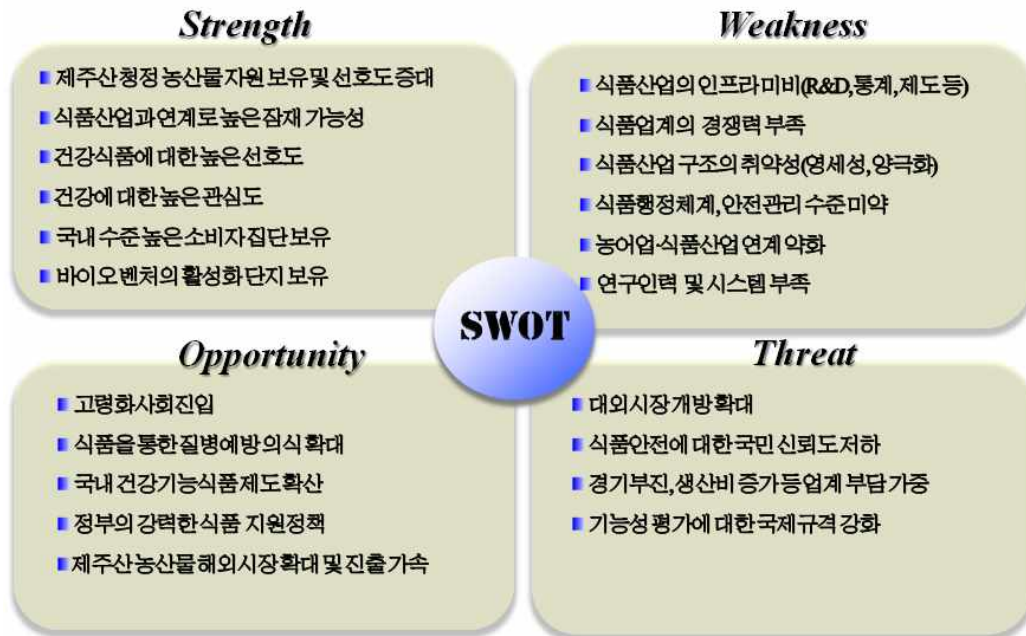 Strength
제주산 청정 농산물 자원 보유 및 선호도 증대
식품산업과 연계로 높은 잠재 가능성
건강식품에 대한 높은 선호도
건강에 대한 높은 관심도
국내 수준 높은 소비자 집단 보유
바이오 벤처의 활성화 단지 보유
Weakness
식품산업의 인프라 미비(R&D,통계,제도 등)
식품업계의 경쟁력 부족
식품산업 구조의 취약성(영세성, 양극화)
식품행정체계, 안전관리 수준 미약
농어업·식품산업 연계 약화
연구인력 및 시스템 부족
SWOT
Opportunity
고령화사회진입
식품을 통한 질병예방 의식 확대
국내 건강기능식품 제도 확산
정부의 강력한 식품 지원정책
제주산 농산물 해외시장 확대 및 진출 가속
Threat
대외시장 개방 확대
식품안전에 대한 국민 신뢰도 저하
경기부진, 생산비 증가 등 업계 부담 가중
기능성 평가에 대한 국제규격 강화